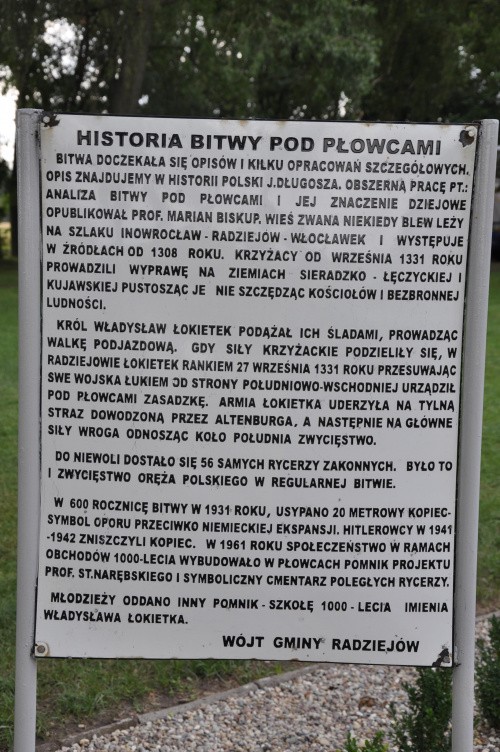 HISTORIA BITWY POD PŁOWCAMI
BITWA DOCZEKAŁA SIĘ OPISÓW I KILKU OPRACOWAŃ SZCZEGÓŁOWYCH.
OPIS ZNAJDUJEMY W HISTORII POLSKI J.DŁUGOSZA. OBSZERNĄ PRACĘ PT.:
ANALIZA BITWY POD PŁOWCAMI I JEJ ZNACZENIE DZIEJOWE
OPUBLIKOWAŁ PROF. MARIAN BISKUP. WIEŚ ZWANA NIEKIEDY BLEW LEŻY
NA SZLAKU INOWROCŁAW - RADZIEJÓW - WŁOCŁAWEK I WYSTĘPUJE
W ŹRÓDŁACH OD 1308 ROKU. KRZYŻACY OD WRZEŚNIA 1331 ROKU
PROWADZILI WYPRAWĘ NA ZIEMIACH SIERADZKO - ŁĘCZYCKIEJ I
KUJAWSKIEJ PUSTOSZĄC JE NIE SZCZĘDZĄC KOŚCIOŁÓW I BEZBRONNEJ
LUDNOŚCI.
KRÓL WŁADYSŁAW ŁOKIETEK PODĄŻAŁ ICH ŚLADAMI, PROWADZĄC
WALKĘ PODJAZDOWĄ. GDY SIŁY KRZYŻACKIE PODZIELIŁY SIĘ, W
RADZIEJOWIE ŁOKIETEK RANKIEM 27 WRZEŚNIA 1331 ROKU PRZESUWAJĄC
SWE WOJSKA ŁUKIEM OD STRONY POŁUDNIOWO-WSCHODNIEJ URZĄDZIŁ
POD PŁOWCAMI ZASADZKĘ. ARMIA ŁOKIETKA UDERZYŁA NA TYLNĄ
STRAŻ DOWODZONĄ PRZEZ ALTENBURGA, A NASTĘPNIE NA GŁÓWNE
SIŁY WROGA ODNOSZĄC KOŁO POŁUDNIA ZWYCIĘSTWO.
DO NIEWOLI DOSTAŁO SIĘ 56 SAMYCH RYCERZY ZAKONNYCH. BYŁO TO
I ZWYCIĘSTWO ORĘŻA POLSKIEGO W REGULARNEJ BITWIE.
W 600 ROCZNICĘ BITWY W 1931 ROKU, USYPANO 20 METROWY KOPIEC-
SYMBOL OPORU PRZECIWKO NIEMIECKIEJ EKSPANSJI. HITLEROWCY W 1941
-1942 ZNISZCZYLI KOPIEC. W 1961 ROKU SPOŁECZEŃSTWO W RAMACH
OBCHODÓW 1000-LECIA WYBUDOWAŁO W PŁOWCACH POMNIK PROJEKTU
PROF. ST.NARĘBSKIEGO I SYMBOLICZNY CMENTARZ POLEGŁYCH RYCERZY.
MŁODZIEŻY ODDANO INNY POMNIK - SZKOŁĘ 1000 - LECIA IMIENIA
WŁADYSŁAWA ŁOKIETKA.
WÓJT GMINY RADZIEJÓW